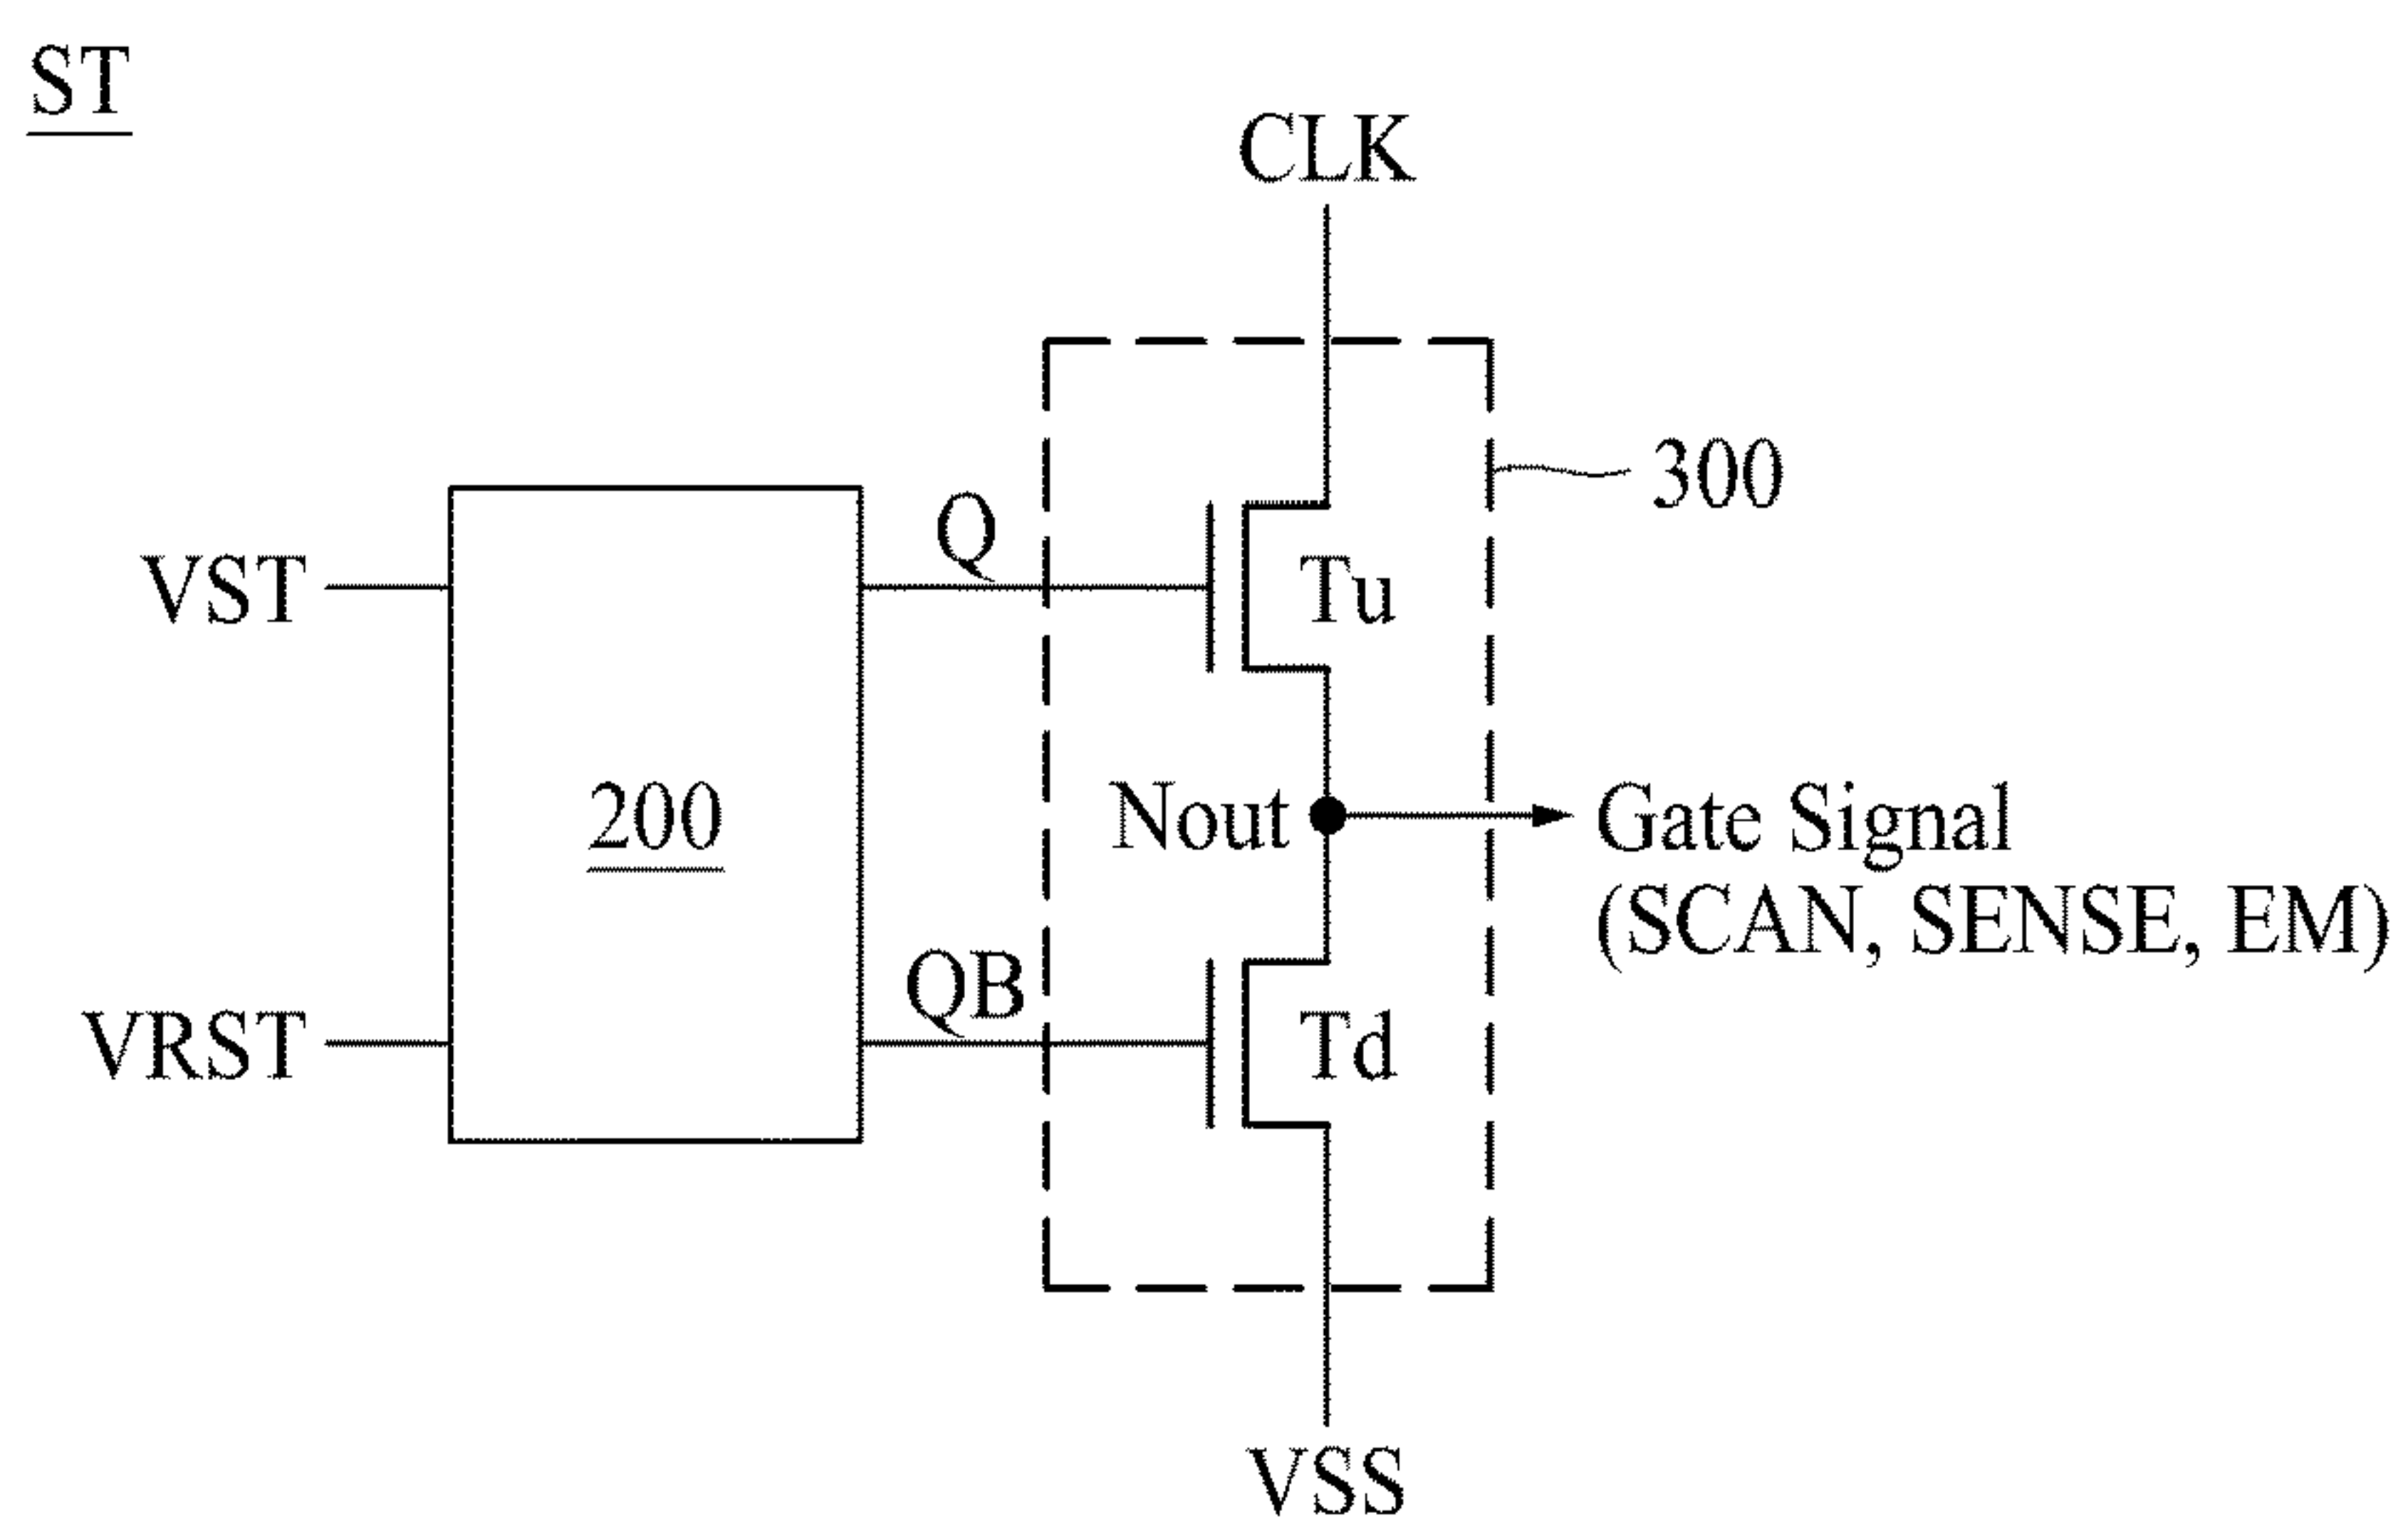 ST
CLK
300
Q
VST
Tu
200
Nout
Gate Signal
(SCAN, SENSE, EM)
QB
VRST
Td
VSS